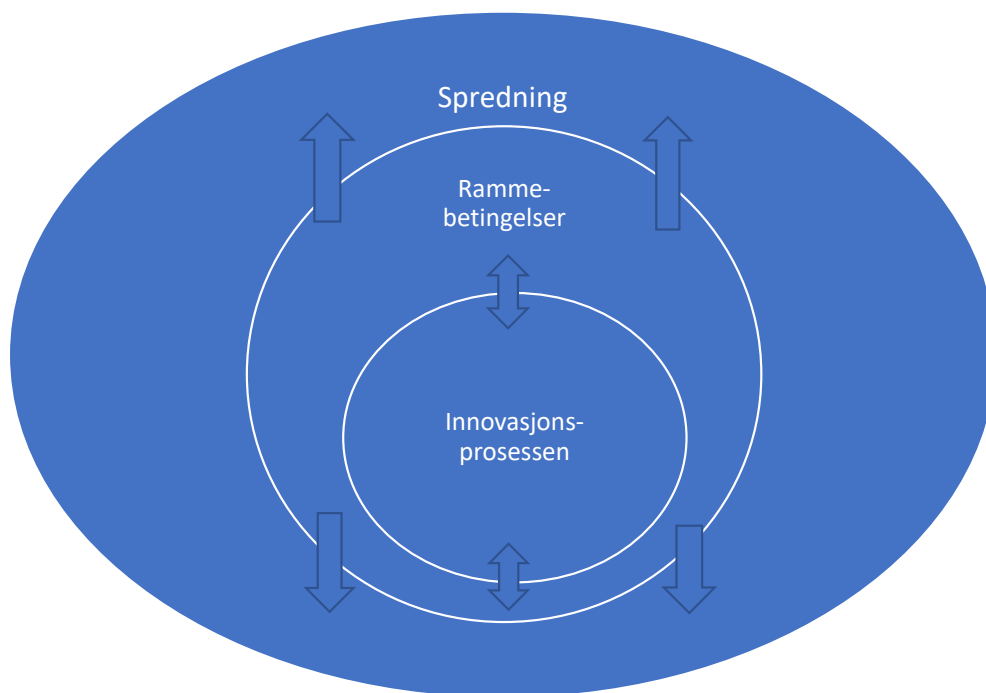 Spredning
Ramme-
betingelser
Innovasjons-
prosessen